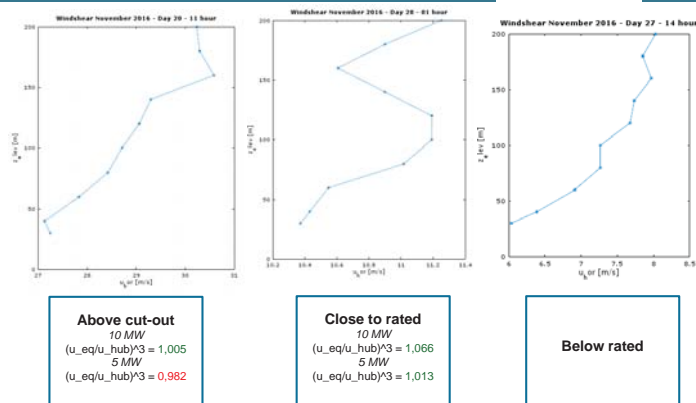 Windshear November 2016 - Day 20 - 11 hour
200
150
100
50
0
z_lev [m]
27
28
29
30
31
u_hor [m/s]
Windshear November 2016 - Day 28 - 01 hour
200
150
100
50
0
z_lev [m]
10.2
10.4
10.6
10.8
11
11.2
11.4
u_hor [m/s]
Windshear November 2016 - Day 27 - 14 hour
200
150
100
50
0
z_lev [m]
6
6.5
7
7.5
8
8.5
u_hor [m/s]
Above cut-out
10 MW
(u_eq/u_hub)^3 = 1,005
5 MW
(u_eq/u_hub)^3 = 0,982
Close to rated
10 MW
(u_eq/u_hub)^3 = 1,066
5 MW
(u_eq/u_hub)^3 = 1,013
Below rated